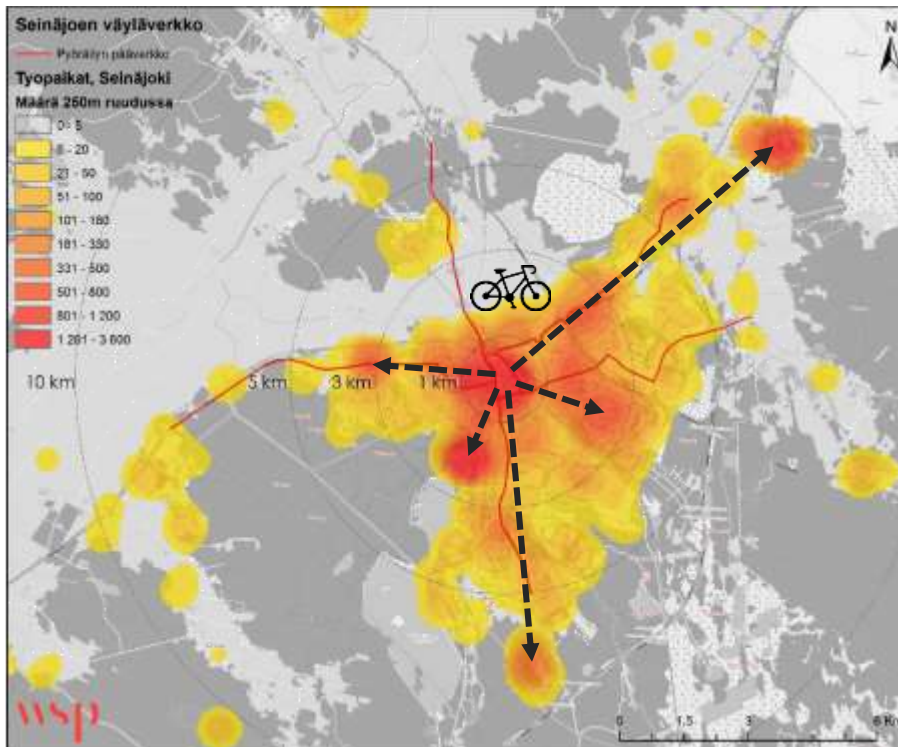 Seinäjoen väyläverkko
Pyöräilyn pääverkko
Tyopaikat, Seinäjoki
Määrä 250m ruudussa
0 - 5
6 - 20
21 - 50
51 - 100
101 - 180
181 - 330
331 - 500
501 - 800
801 - 1 200
1 201 - 3 600
N
10 km
5 km
3 km
1 km
wsp
0
1,5
3
6 Km